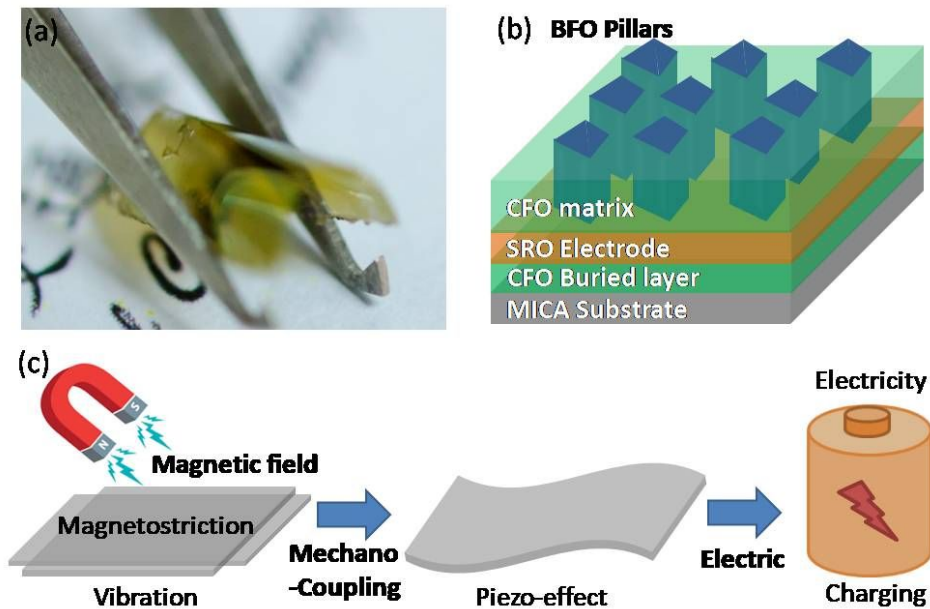 (a)
(b) BFO Pillars
CFO matrix
SRO Electrode
CFO Buried layer
MICA Substrate
(c)
S
N
Magnetic field
Magnetostriction
Vibration
Mechano
-Coupling
Piezo-effect
Electric
Electricity
Charging